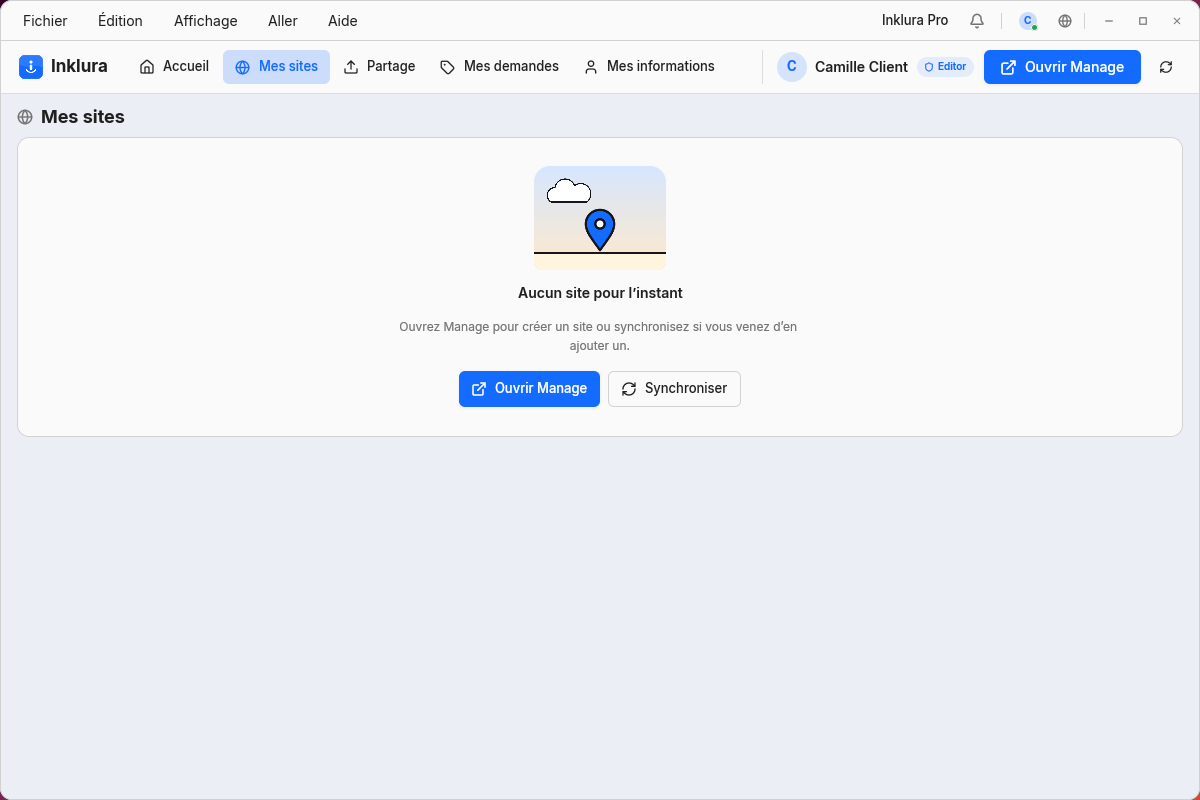 Fichier Édition Affichage Aller Aide Inklura Pro C
Inklura Accueil Mes sites Partage Mes demandes Mes informations C Camille Client Editor Ouvrir Manage
Mes sites
Aucun site pour l’instant
Ouvrez Manage pour créer un site ou synchronisez si vous venez d’en
ajouter un.
Ouvrir Manage Synchroniser